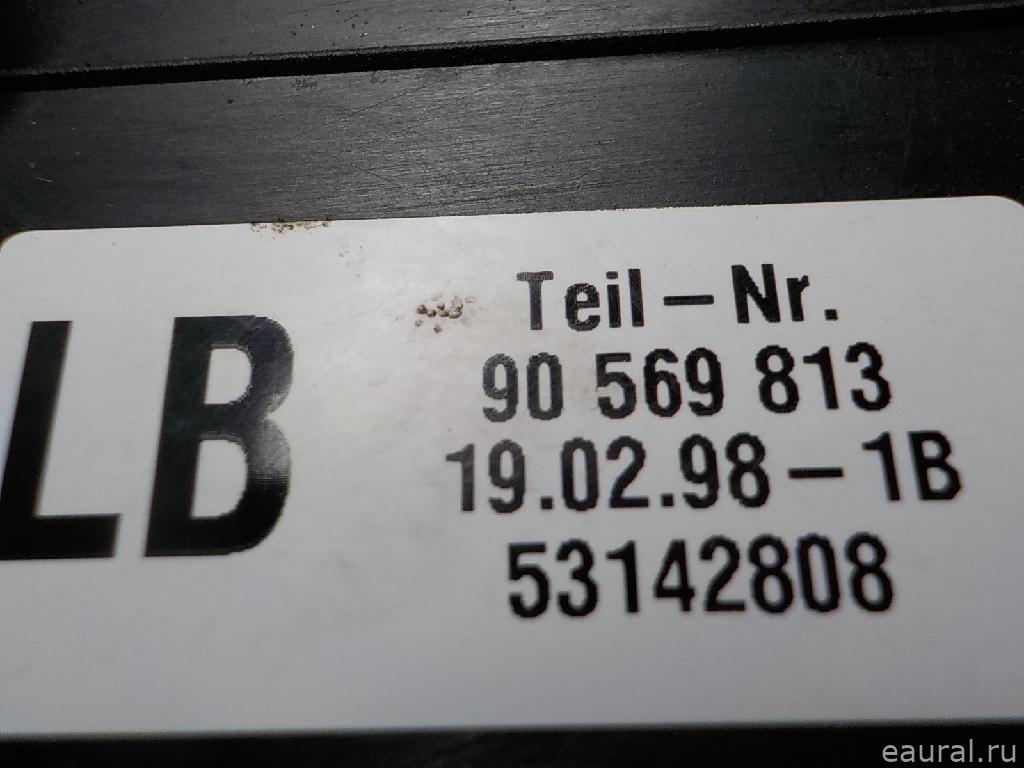 LB
Teil-Nr.
90 569 813
19.02.98-1B
53142808
eaural.ru